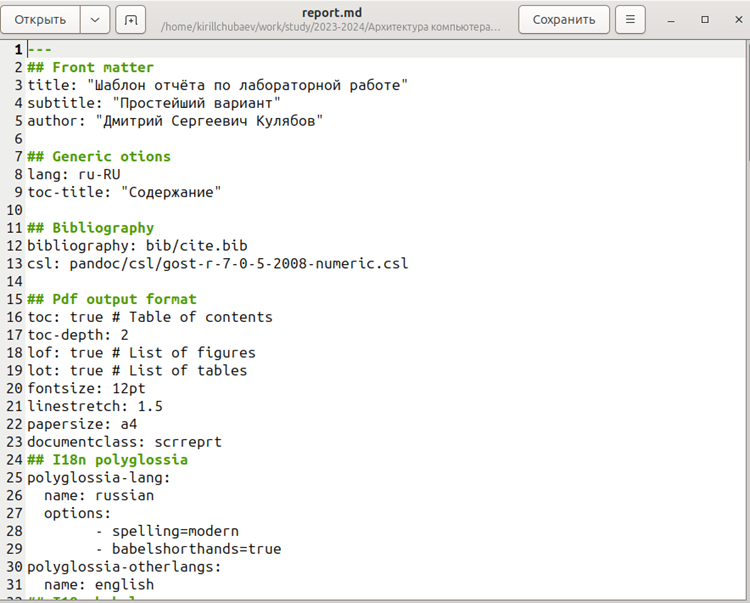 Открыть
report.md
/home/kirillchubaev/work/study/2023-2024/Архитектура компьютера...
Сохранить
1 ---
2 ## Front matter
3 title: "Шаблон отчёта по лабораторной работе"
4 subtitle: "Простейший вариант"
5 author: "Дмитрий Сергеевич Кулябов"
6
7 ## Generic otions
8 lang: ru-RU
9 toc-title: "Содержание"
10
11 ## Bibliography
12 bibliography: bib/cite.bib
13 csl: pandoc/csl/gost-r-7-0-5-2008-numeric.csl
14
15 ## Pdf output format
16 toc: true # Table of contents
17 toc-depth: 2
18 lof: true # List of figures
19 lot: true # List of tables
20 fontsize: 12pt
21 linestretch: 1.5
22 papersize: a4
23 documentclass: scrreprt
24 ## I18n polyglossia
25 polyglossia-lang:
26   name: russian
27   options:
28         - spelling=modern
29         - babelshorthands=true
30 polyglossia-otherlangs:
31   name: english